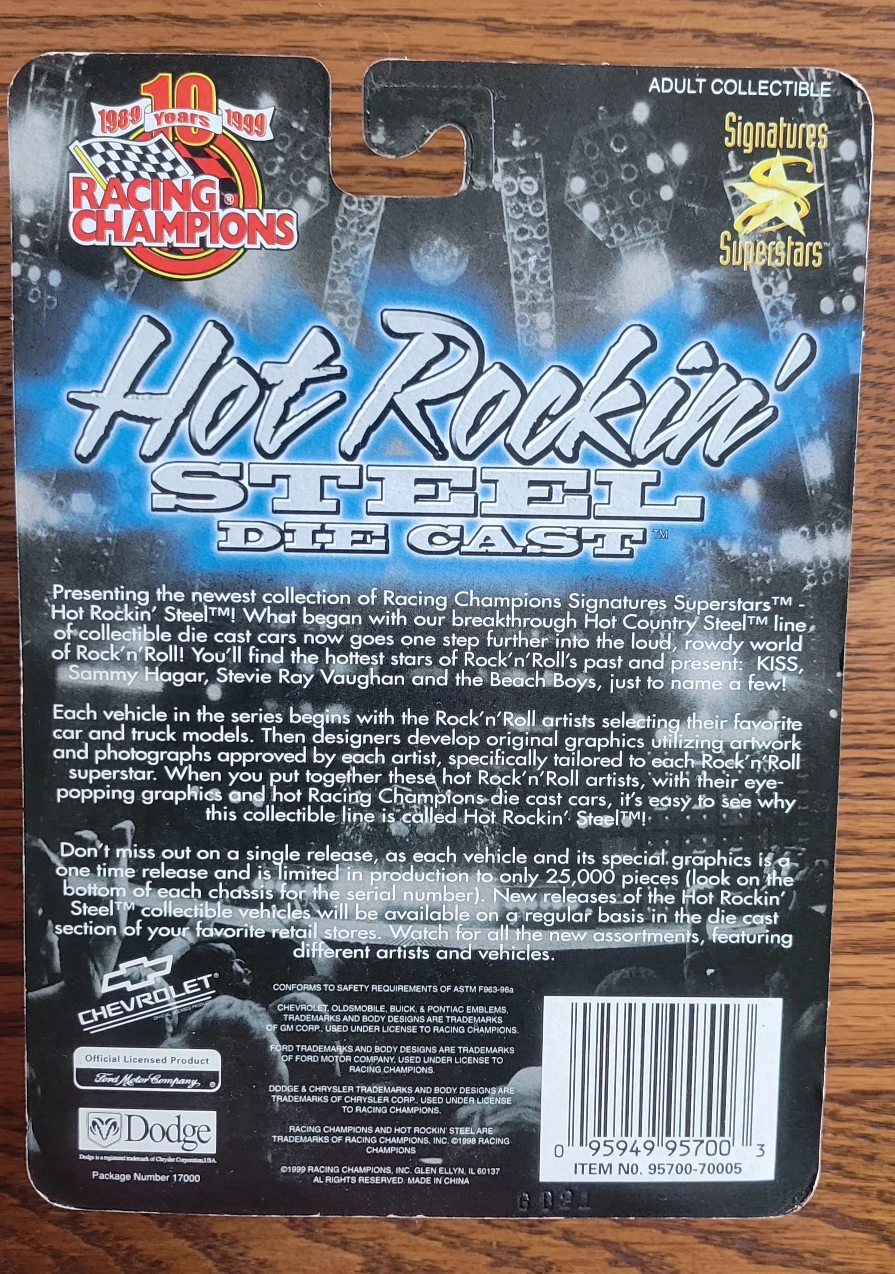 ADULT COLLECTIBLE
1989 10 Years 1999
RACING ®
CHAMPIONS
Signatures
Superstars™
Hot Rockin'
STEEL
DIE CAST™
Presenting the newest collection of Racing Champions Signatures Superstars™ -
Hot Rockin' Steel™! What began with our breakthrough Hot Country Steel™ line
of collectible die cast cars now goes one step further into the loud, rowdy world
of Rock'n'Roll! You'll find the hottest stars of Rock'n'Roll's past and present: KISS,
Sammy Hagar, Stevie Ray Vaughan and the Beach Boys, just to name a few!
Each vehicle in the series begins with the Rock'n'Roll artists selecting their favorite
car and truck models. Then designers develop original graphics utilizing artwork
and photographs approved by each artist, specifically tailored to each Rock'n'Roll
superstar. When you put together these hot Rock'n'Roll artists, with their eye-
popping graphics and hot Racing Champions die cast cars, it's easy to see why
this collectible line is called Hot Rockin' Steel™!
Don't miss out on a single release, as each vehicle and its special graphics is a
one time release and is limited in production to only 25,000 pieces (look on the
bottom of each chassis for the serial number). New releases of the Hot Rockin'
Steel™ collectible vehicles will be available on a regular basis in the die cast
section of your favorite retail stores. Watch for all the new assortments, featuring
different artists and vehicles.
CHEVROLET®
Official Licensed Product
Ford Motor Company ®
Dodge
Dodge is a registered trademark of Chrysler Corporation,USA.
Package Number 17000
CONFORMS TO SAFETY REQUIREMENTS OF ASTM F963-96a
CHEVROLET, OLDSMOBILE, BUICK, & PONTIAC EMBLEMS,
TRADEMARKS AND BODY DESIGNS ARE TRADEMARKS
OF GM CORP., USED UNDER LICENSE TO RACING CHAMPIONS.
FORD TRADEMARKS AND BODY DESIGNS ARE TRADEMARKS
OF FORD MOTOR COMPANY, USED UNDER LICENSE TO
RACING CHAMPIONS.
DODGE & CHRYSLER TRADEMARKS AND BODY DESIGNS ARE
TRADEMARKS OF CHRYSLER CORP., USED UNDER LICENSE
TO RACING CHAMPIONS.
RACING CHAMPIONS AND HOT ROCKIN' STEEL ARE
TRADEMARKS OF RACING CHAMPIONS, INC. ©1998 RACING
CHAMPIONS
©1999 RACING CHAMPIONS, INC. GLEN ELLYN, IL 60137
AL RIGHTS RESERVED. MADE IN CHINA
0 95949 95700 3
ITEM NO. 95700-70005